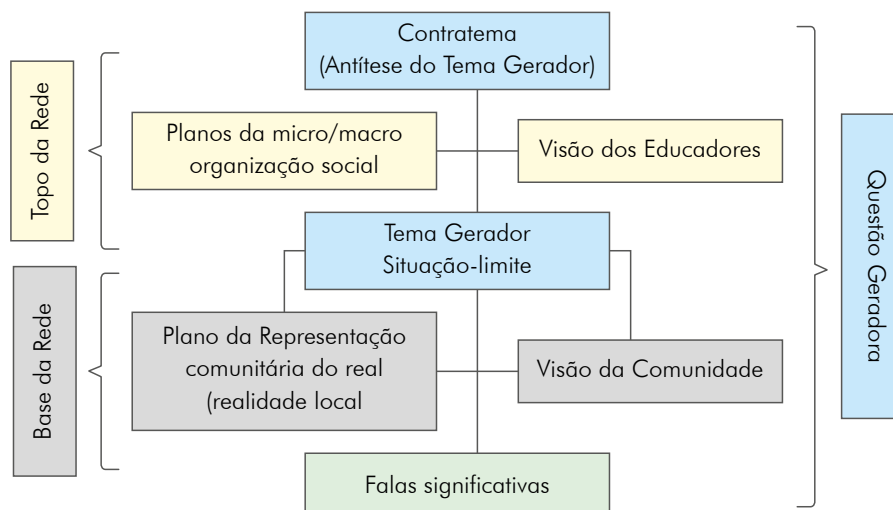 Contratema
(Antítese do Tema Gerador)
Topo da Rede
Planos da micro/macro
organização social
Visão dos Educadores
Tema Gerador
Situação-limite
Questão Geradora
Base da Rede
Plano da Representação
comunitária do real
(realidade local
Visão da Comunidade
Falas significativas